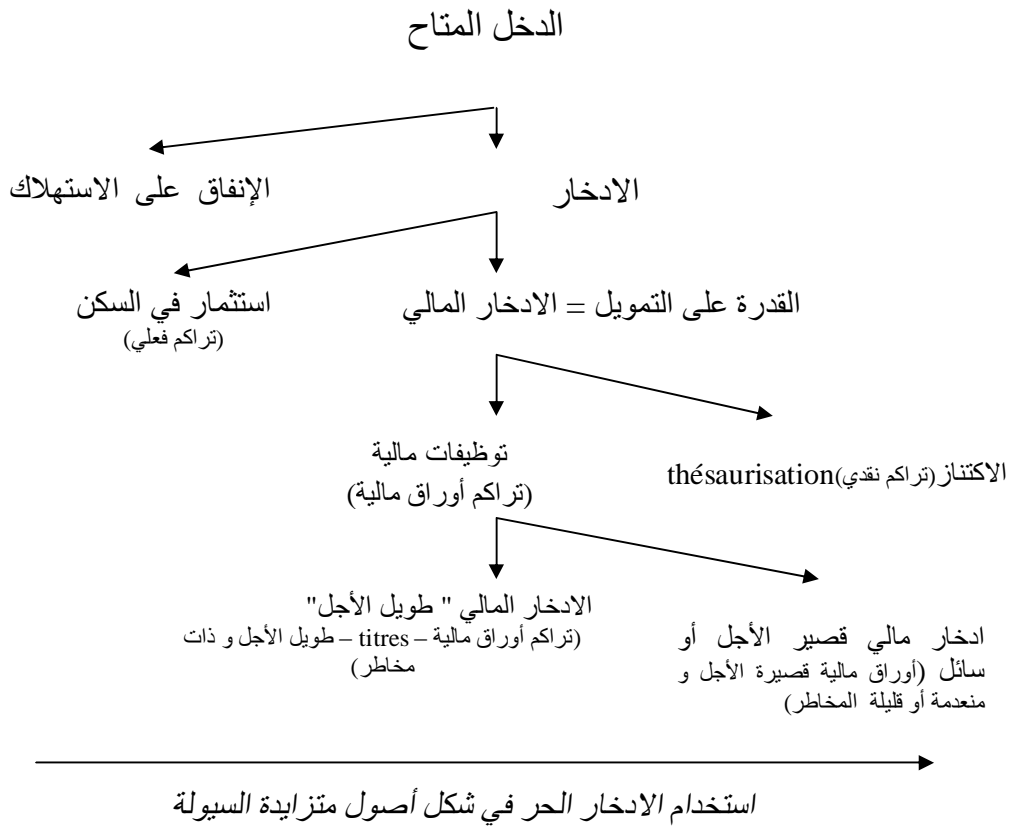 الدخل المتاح
الادخار
الإنفاق على الاستهلاك
القدرة على التمويل = الادخار المالي
استثمار في السكن
(تراكم فعلي)
توظيفات مالية
(تراكم أوراق مالية)
الاكتناز (تراكم نقدي)thésaurisation
الادخار المالي " طويل الأجل"
(تراكم أوراق مالية – titres – طويل الأجل و ذات
مخاطر)
ادخار مالي قصير الأجل أو
سائل (أوراق مالية قصيرة الأجل و
منعدمة أو قليلة المخاطر)
استخدام الادخار الحر في شكل أصول متزايدة السيولة